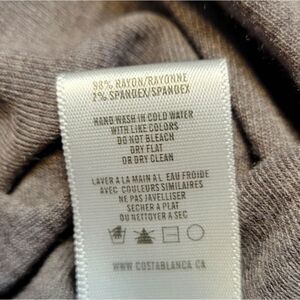 98% RAYON/RAYONNE
2% SPANDEX/SPANDEX
HAND WASH IN COLD WATER
WITH LIKE COLORS
DO NOT BLEACH
DRY FLAT
OR DRY CLEAN
LAVER A LA MAIN A L EAU FROIDE
AVEC COULEURS SIMILAIRES
NE PAS JAVELLISER
SECHER A PLAT
OU NETTOYER A SEC
WWW.COSTABLANCA.CA